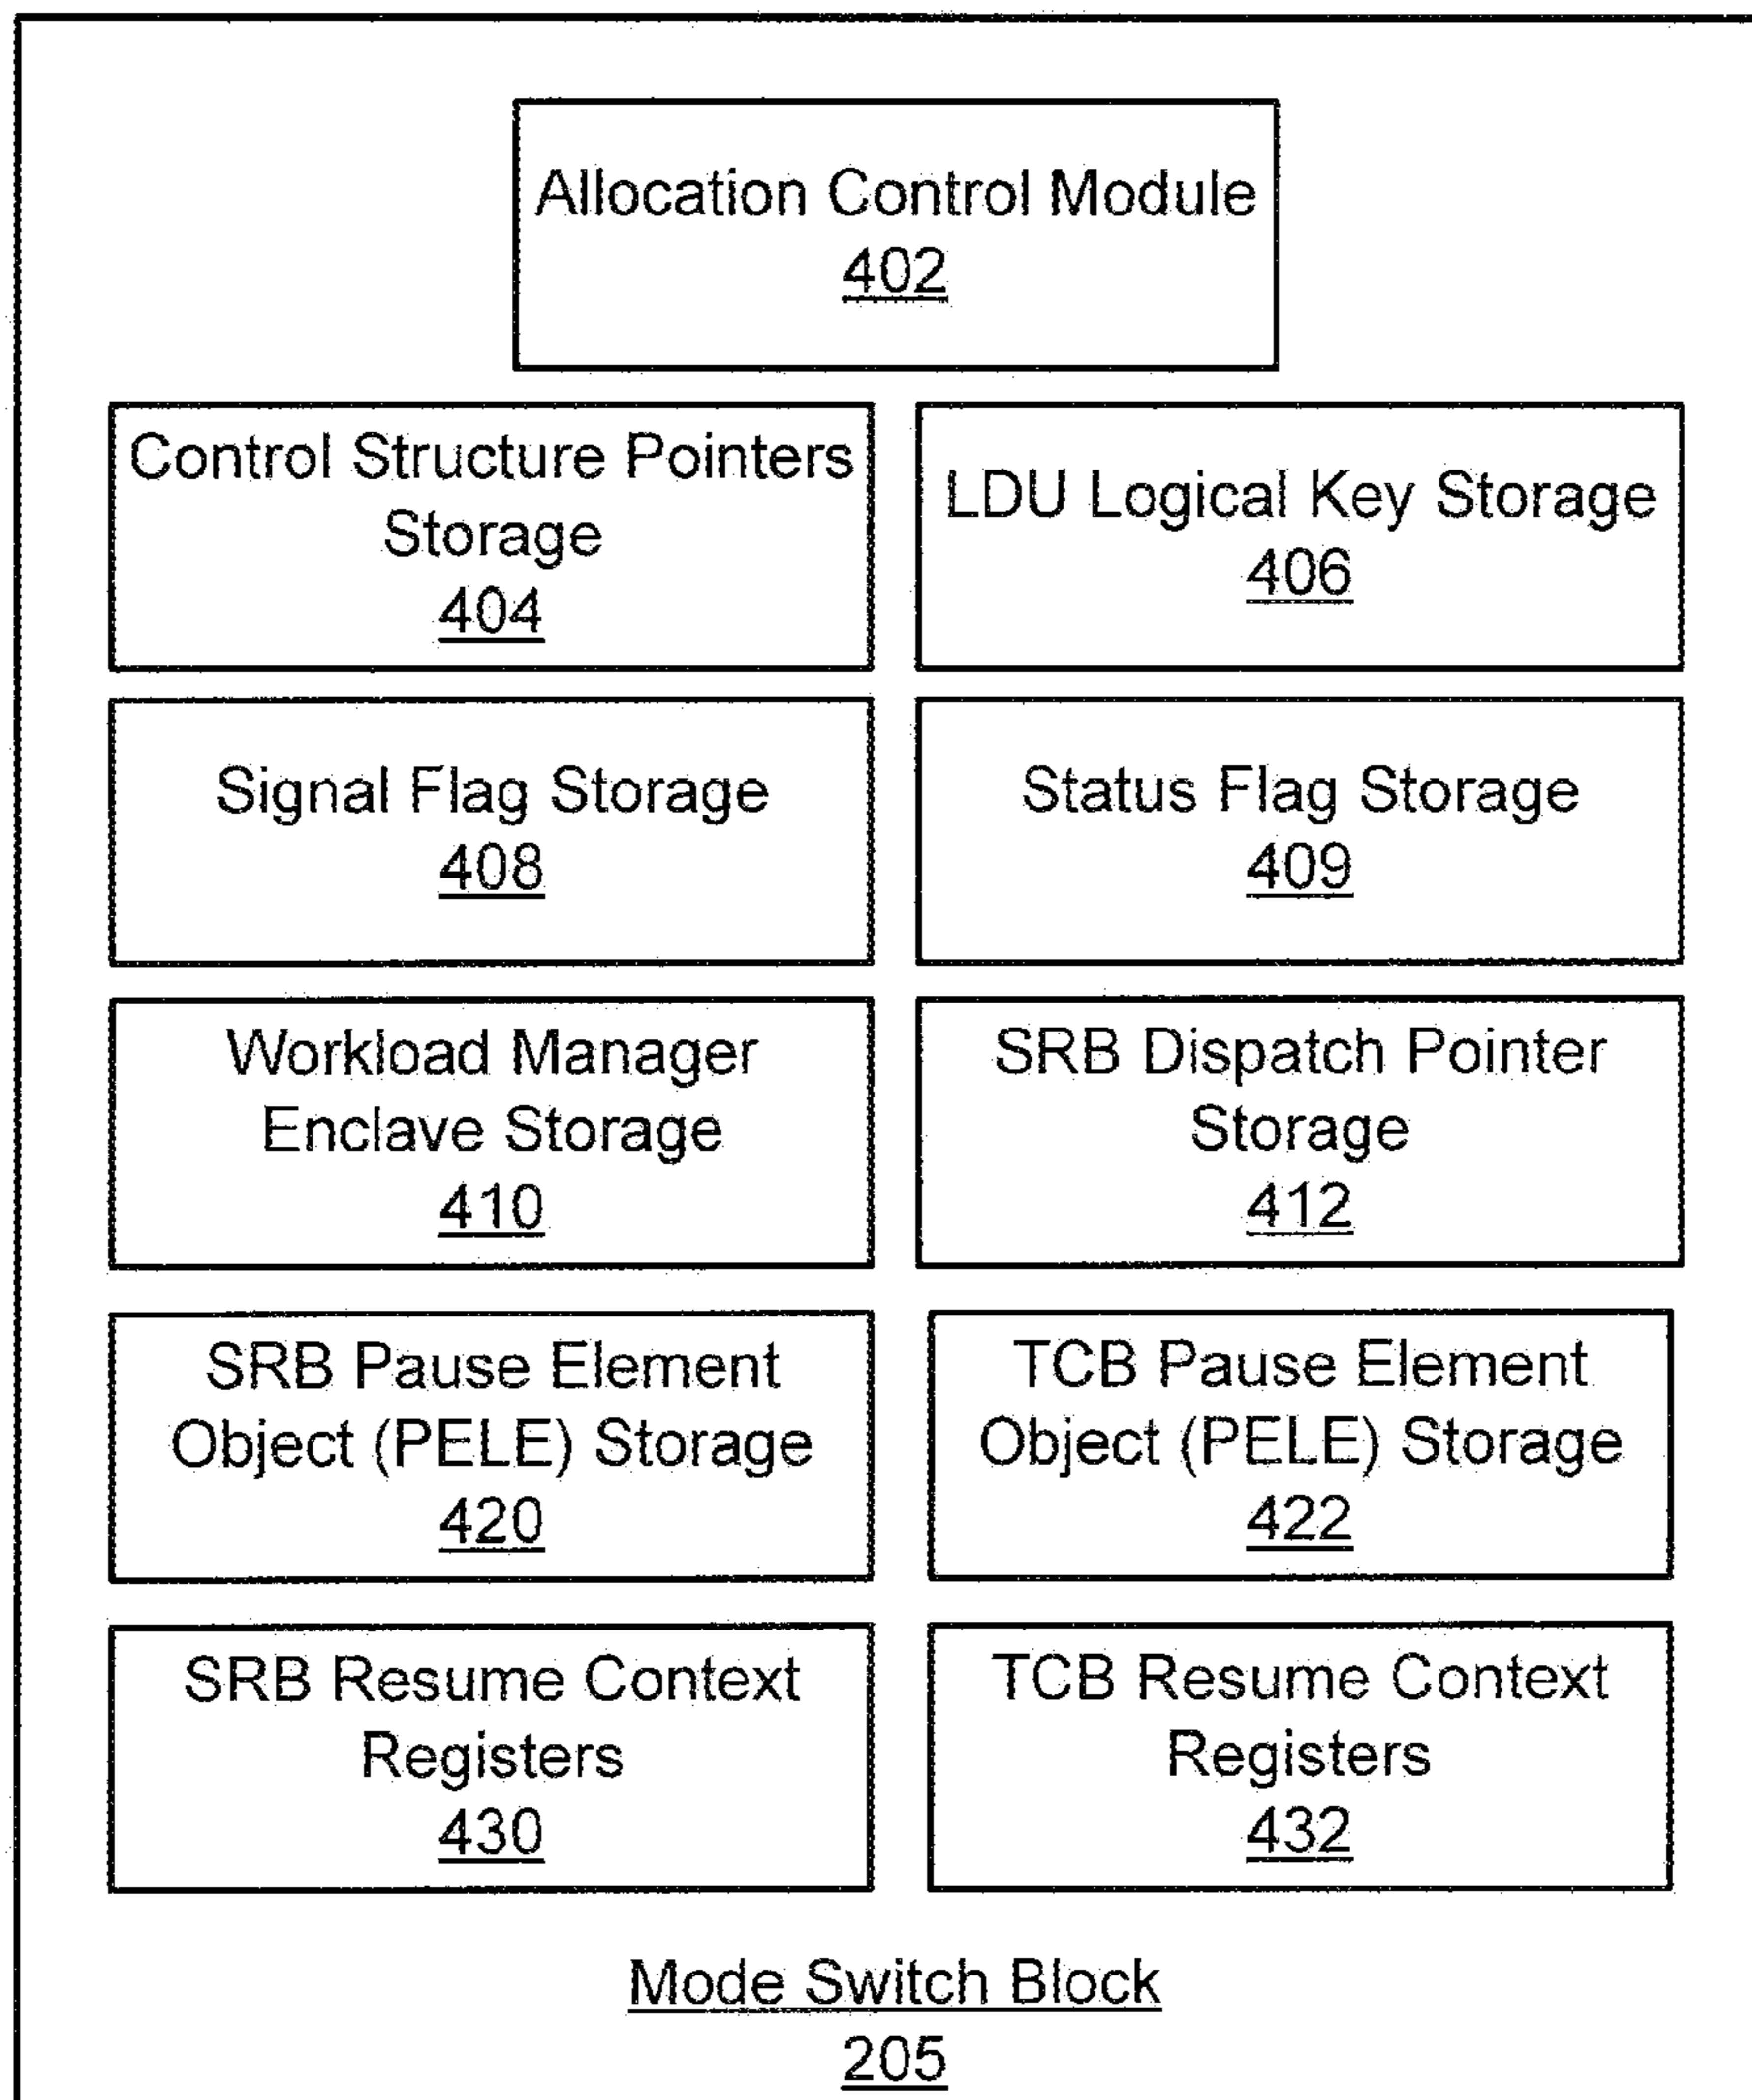 Allocation Control Module
402
Control Structure Pointers
Storage
404
LDU Logical Key Storage
406
Signal Flag Storage
408
Status Flag Storage
409
Workload Manager
Enclave Storage
410
SRB Dispatch Pointer
Storage
412
SRB Pause Element
Object (PELE) Storage
420
TCB Pause Element
Object (PELE) Storage
422
SRB Resume Context
Registers
430
TCB Resume Context
Registers
432
Mode Switch Block
205